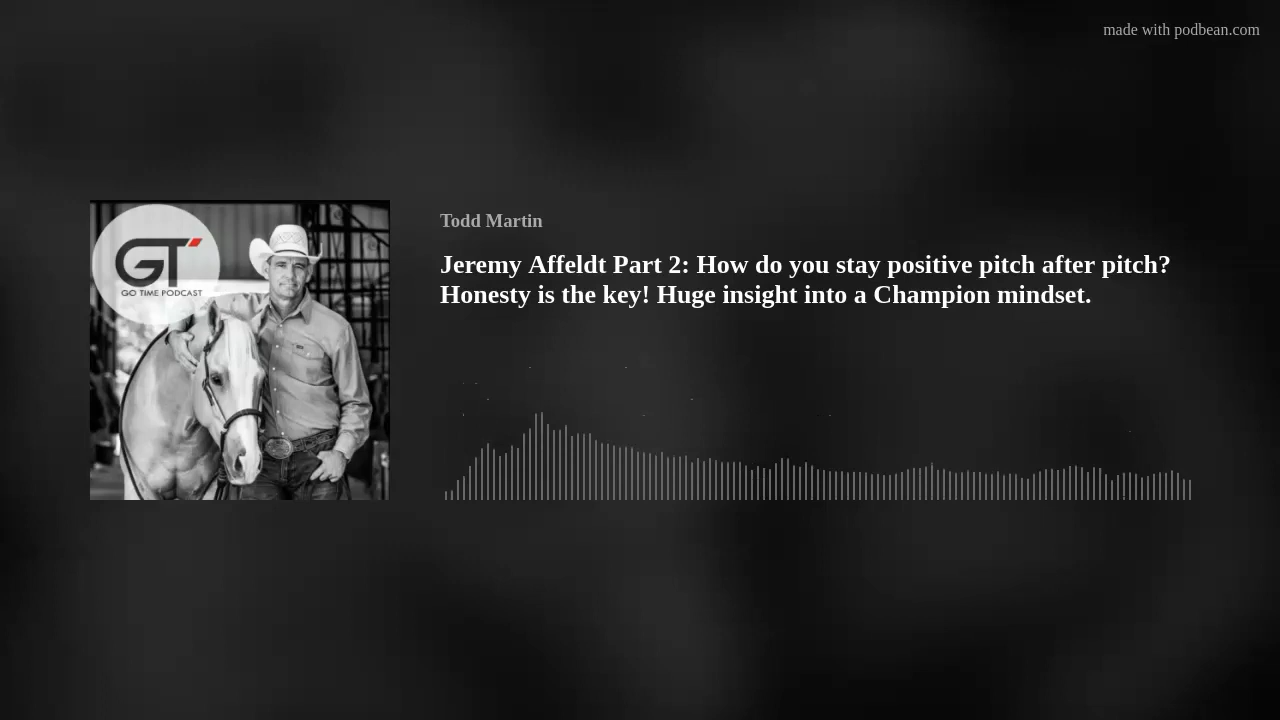 made with podbean.com
GT
GO TIME PODCAST
Todd Martin
Jeremy Affeldt Part 2: How do you stay positive pitch after pitch?
Honesty is the key! Huge insight into a Champion mindset.